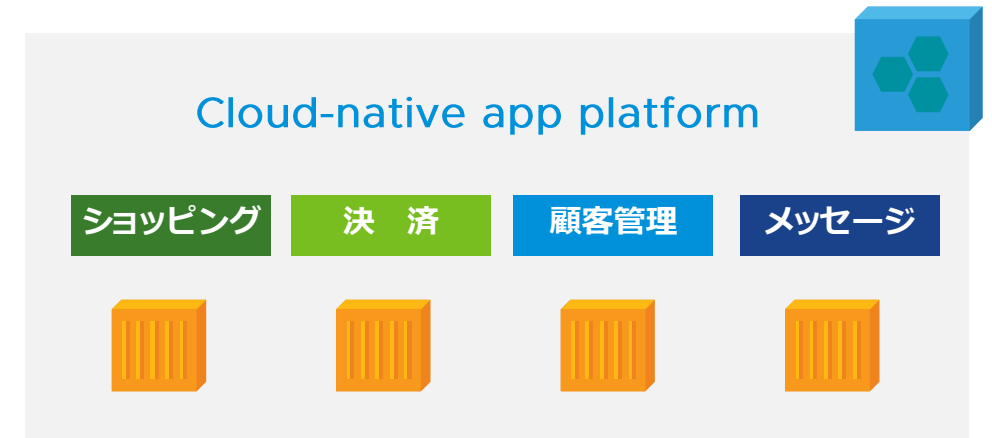 Cloud-native app platform
ショッピング
決　済
顧客管理
メッセージ